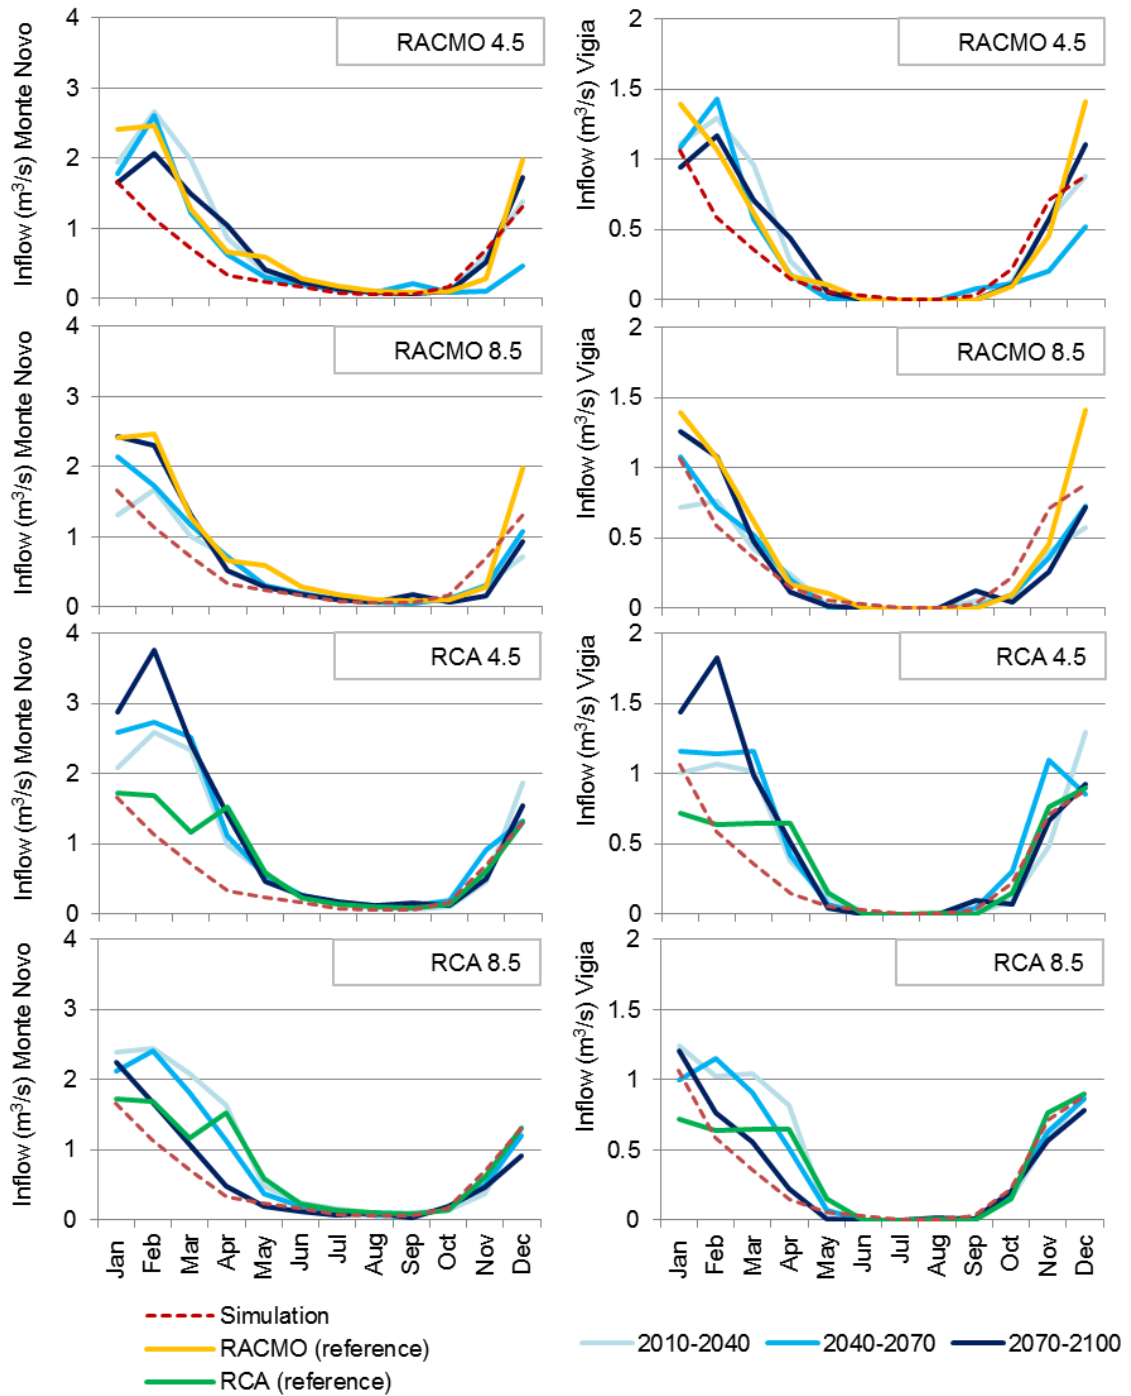 Inflow (m³/s) Monte Novo
4
3
2
1
0
RACMO 4.5
Inflow (m³/s) Vigia
2
1.5
1
0.5
0
RACMO 4.5
Inflow (m³/s) Monte Novo
4
3
2
1
0
RACMO 8.5
Inflow (m³/s) Vigia
2
1.5
1
0.5
0
RACMO 8.5
Inflow (m³/s) Monte Novo
4
3
2
1
0
RCA 4.5
Inflow (m³/s) Vigia
2
1.5
1
0.5
0
RCA 4.5
Inflow (m³/s) Monte Novo
4
3
2
1
0
RCA 8.5
Jan Feb Mar Apr May Jun Jul Aug Sep Oct Nov Dec
Inflow (m³/s) Vigia
2
1.5
1
0.5
0
RCA 8.5
Jan Feb Mar Apr May Jun Jul Aug Sep Oct Nov Dec
Simulation
RACMO (reference)
RCA (reference)
2010-2040 2040-2070 2070-2100